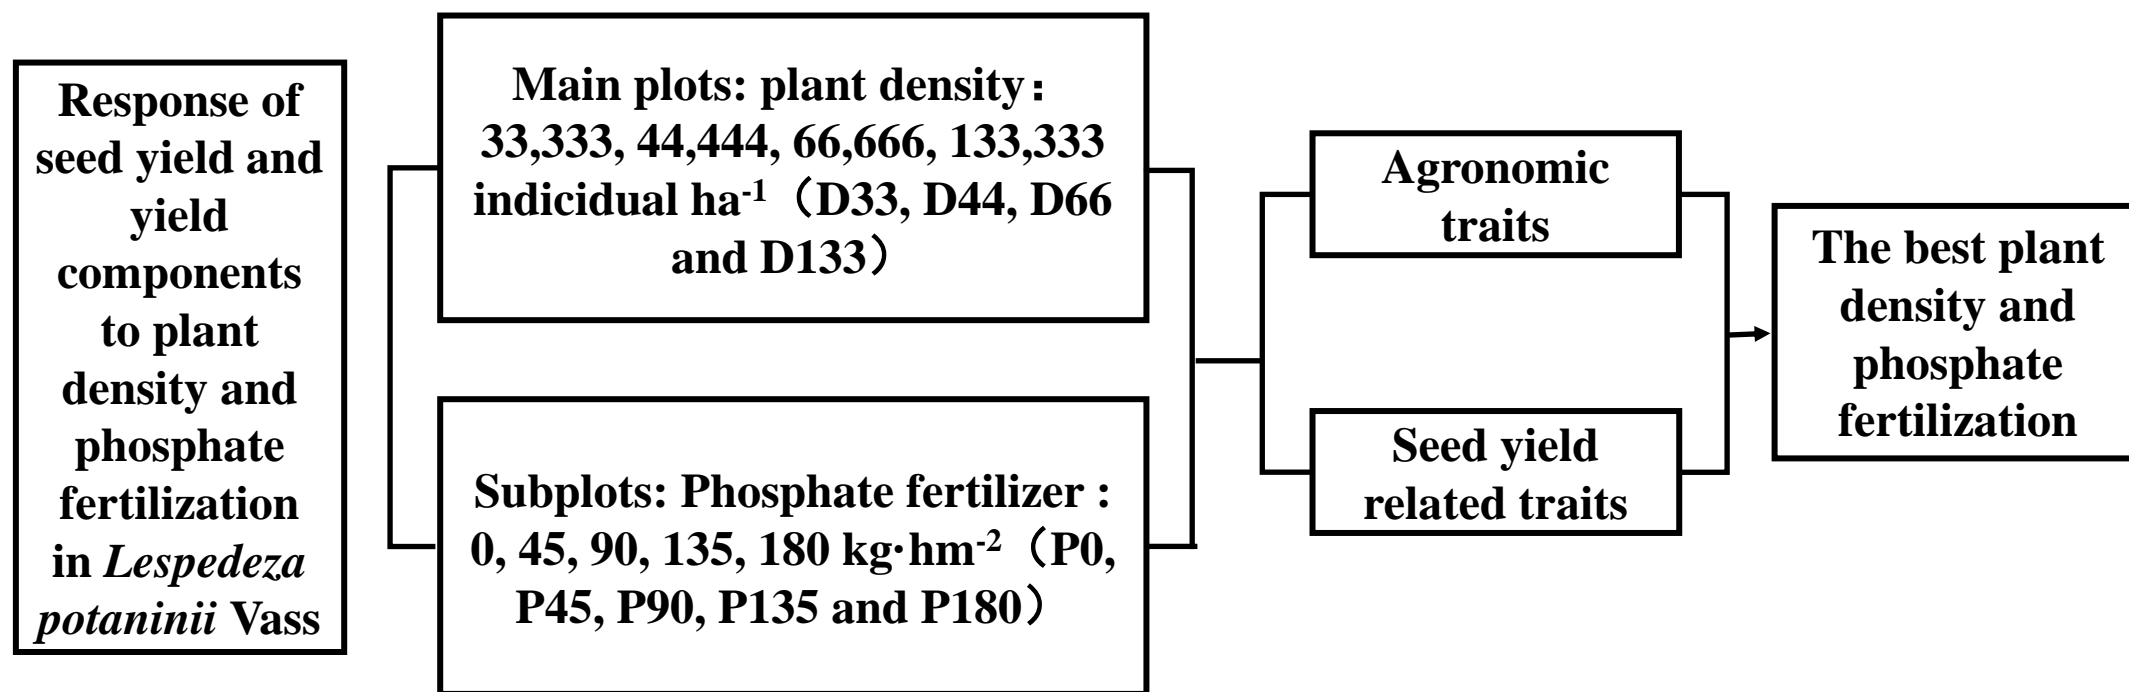 Response of
seed yield and
yield
components
to plant
density and
phosphate
fertilization
in Lespedeza
potaninii Vass
Main plots: plant density：
33,333, 44,444, 66,666, 133,333
indicidual ha⁻¹（D33, D44, D66
and D133）
Subplots: Phosphate fertilizer :
0, 45, 90, 135, 180 kg·hm⁻²（P0,
P45, P90, P135 and P180）
Agronomic
traits
Seed yield
related traits
The best plant
density and
phosphate
fertilization